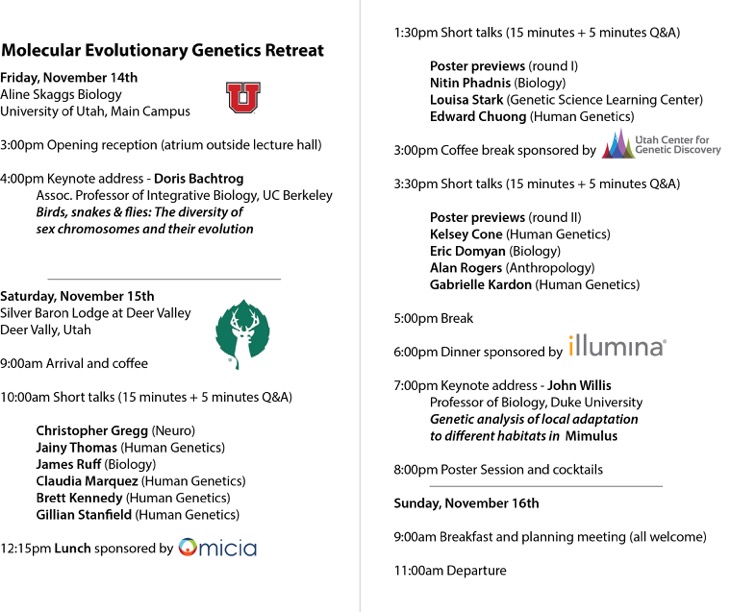 Molecular Evolutionary Genetics Retreat
Friday, November 14th
Aline Skaggs Biology
University of Utah, Main Campus
U
3:00pm Opening reception (atrium outside lecture hall)
4:00pm Keynote address - Doris Bachtrog
Assoc. Professor of Integrative Biology, UC Berkeley
Birds, snakes & flies: The diversity of
sex chromosomes and their evolution
Saturday, November 15th
Silver Baron Lodge at Deer Valley
Deer Vally, Utah
9:00am Arrival and coffee
10:00am Short talks (15 minutes + 5 minutes Q&A)
Christopher Gregg (Neuro)
Jainy Thomas (Human Genetics)
James Ruff (Biology)
Claudia Marquez (Human Genetics)
Brett Kennedy (Human Genetics)
Gillian Stanfield (Human Genetics)
12:15pm Lunch sponsored by Omicia
1:30pm Short talks (15 minutes + 5 minutes Q&A)
Poster previews (round I)
Nitin Phadnis (Biology)
Louisa Stark (Genetic Science Learning Center)
Edward Chuong (Human Genetics)
3:00pm Coffee break sponsored by Utah Center for
Genetic Discovery
3:30pm Short talks (15 minutes + 5 minutes Q&A)
Poster previews (round II)
Kelsey Cone (Human Genetics)
Eric Domyan (Biology)
Alan Rogers (Anthropology)
Gabrielle Kardon (Human Genetics)
5:00pm Break
6:00pm Dinner sponsored by illumina®
7:00pm Keynote address - John Willis
Professor of Biology, Duke University
Genetic analysis of local adaptation
to different habitats in Mimulus
8:00pm Poster Session and cocktails
Sunday, November 16th
9:00am Breakfast and planning meeting (all welcome)
11:00am Departure